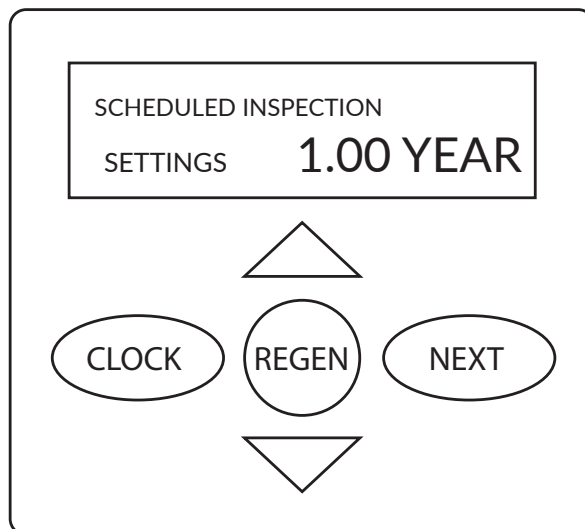 SCHEDULED INSPECTION
SETTINGS 1.00 YEAR
CLOCK REGEN NEXT